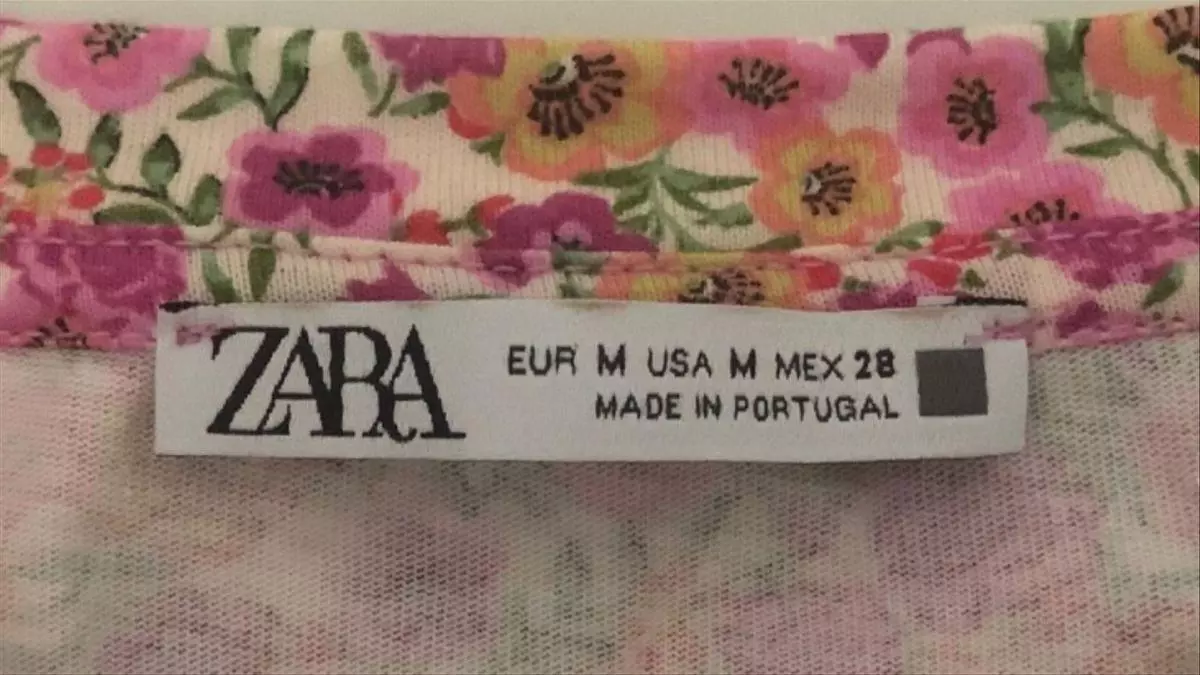 ZARA
EUR M USA M MEX 28
MADE IN PORTUGAL